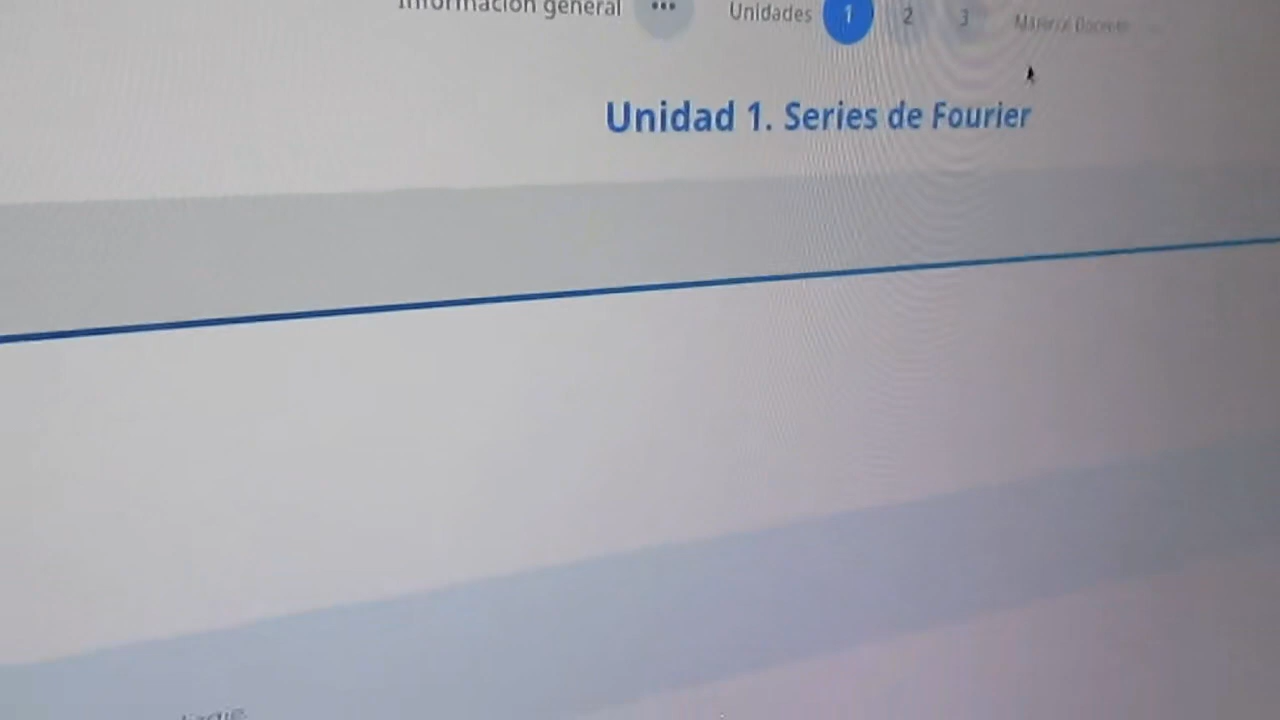 Información general ••• Unidades 1 2 3
Unidad 1. Series de Fourier